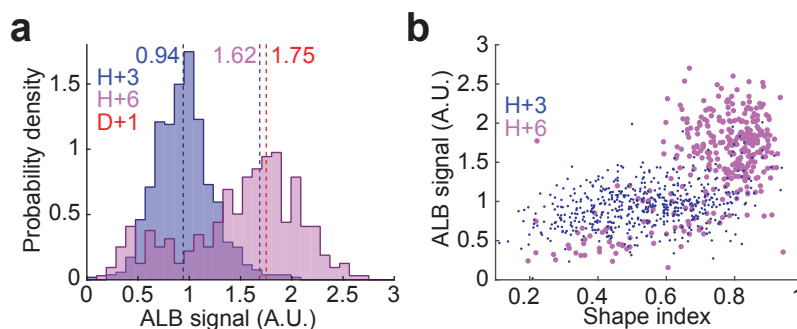 a
0.94
1.62
1.75
H+3
H+6
D+1
Probability density
1.5
1
0.5
0
0
0.5
1
1.5
2
2.5
3
ALB signal (A.U.)
b
H+3
H+6
ALB signal (A.U.)
3
2.5
2
1.5
1
0.5
0
0.2
0.4
0.6
0.8
1
Shape index